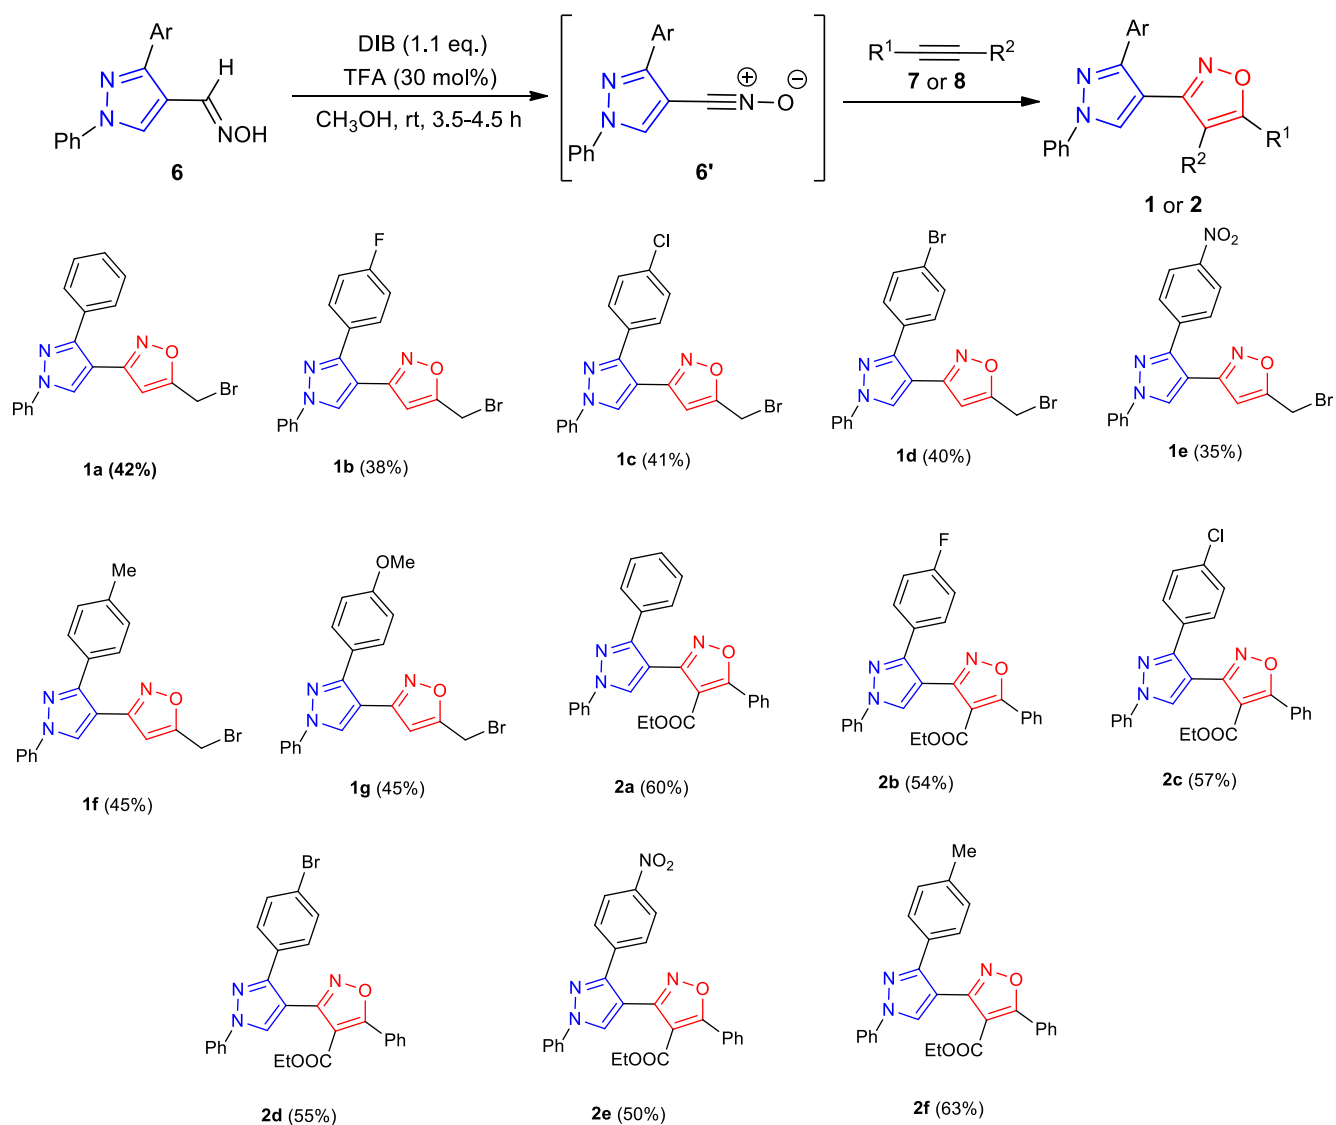 Ar
H
N
N
Ph
NOH
6
DIB (1.1 eq.)
TFA (30 mol%)
CH₃OH, rt, 3.5-4.5 h
Ar
N
N
Ph
N
⊕
O
⊖
6'
R¹
R²
7 or 8
Ar
N
N
Ph
N
O
R¹
R²
1 or 2
N
N
Ph
N
O
Br
1a (42%)
F
N
N
Ph
N
O
Br
1b (38%)
Cl
N
N
Ph
N
O
Br
1c (41%)
Br
N
N
Ph
N
O
Br
1d (40%)
NO₂
N
N
Ph
N
O
Br
1e (35%)
Me
N
N
Ph
N
O
Br
1f (45%)
OMe
N
N
Ph
N
O
Br
1g (45%)
N
N
Ph
N
O
Ph
EtOOC
2a (60%)
F
N
N
Ph
N
O
Ph
EtOOC
2b (54%)
Cl
N
N
Ph
N
O
Ph
EtOOC
2c (57%)
Br
N
N
Ph
N
O
Ph
EtOOC
2d (55%)
NO₂
N
N
Ph
N
O
Ph
EtOOC
2e (50%)
Me
N
N
Ph
N
O
Ph
EtOOC
2f (63%)